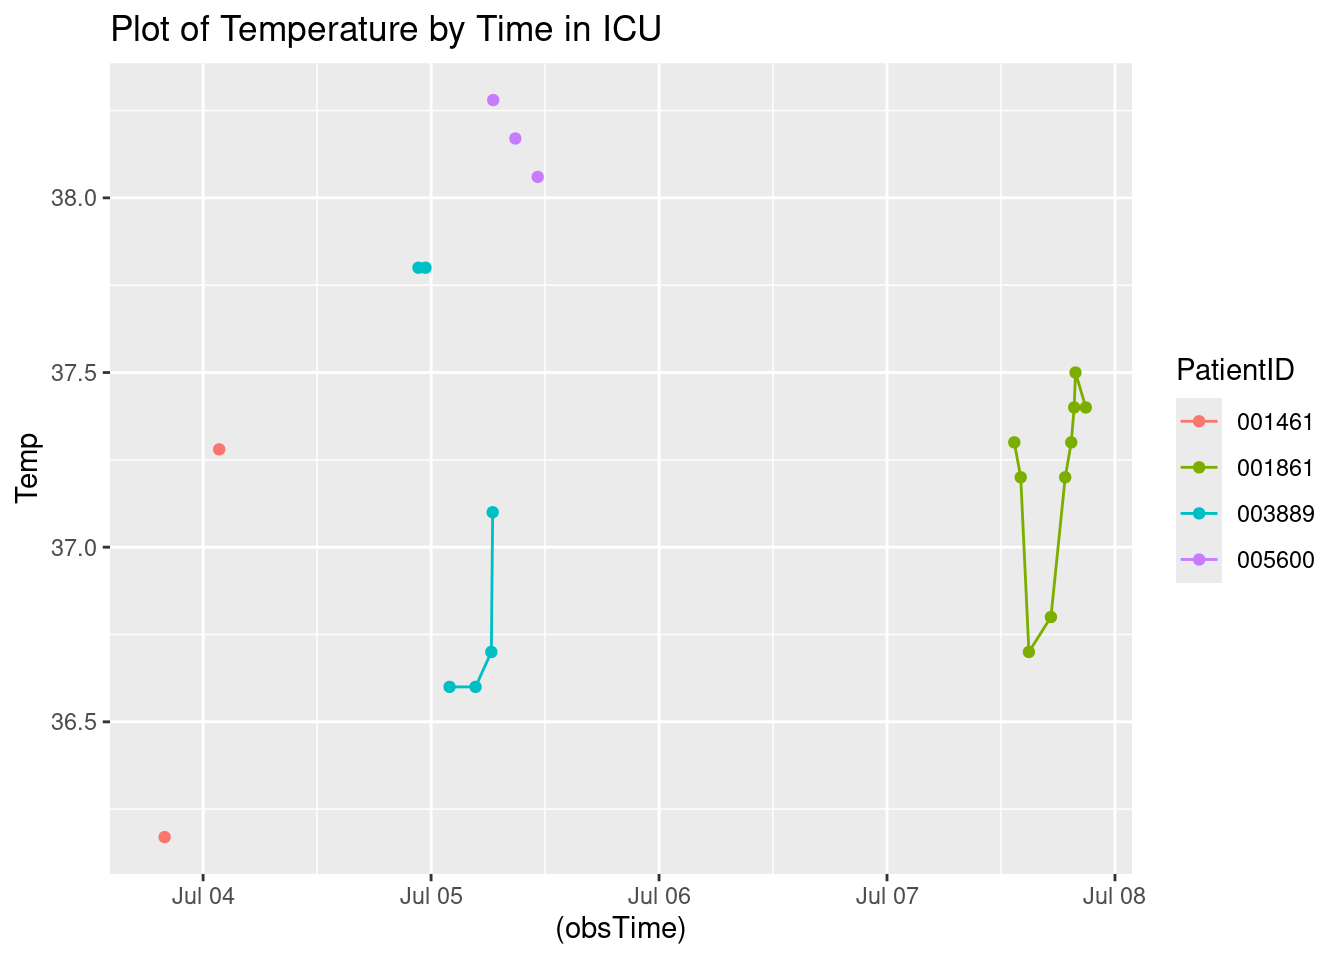 Plot of Temperature by Time in ICU
38.0
37.5
37.0
36.5
Temp
Jul 04 Jul 05 Jul 06 Jul 07 Jul 08
(obsTime)
PatientID
001461
001861
003889
005600